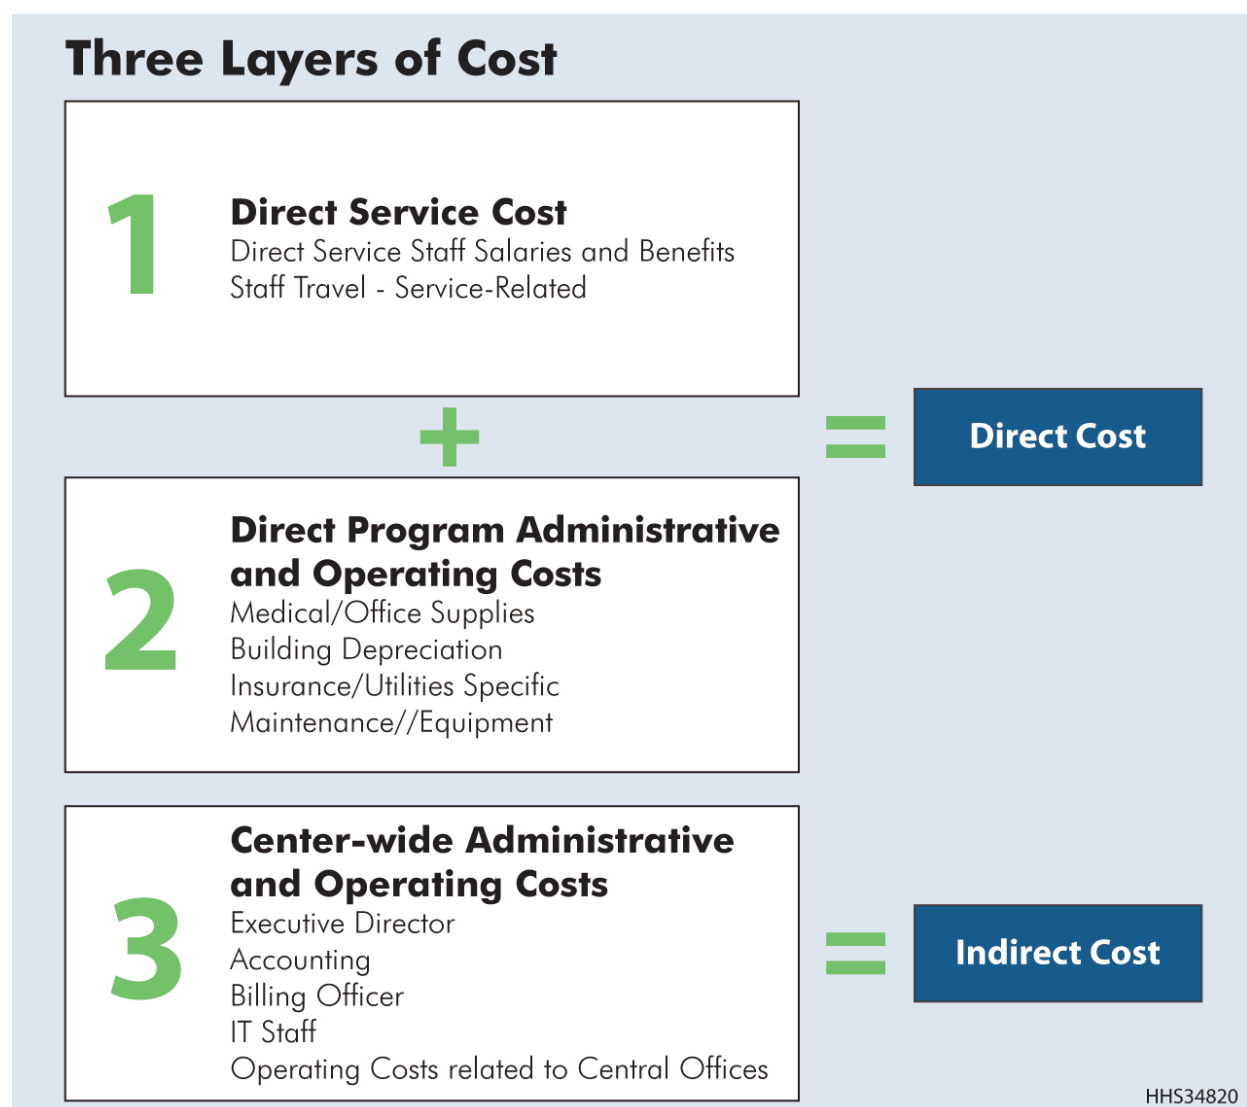 Three Layers of Cost
1
Direct Service Cost
Direct Service Staff Salaries and Benefits
Staff Travel - Service-Related
+
=
Direct Cost
2
Direct Program Administrative
and Operating Costs
Medical/Office Supplies
Building Depreciation
Insurance/Utilities Specific
Maintenance//Equipment
3
Center-wide Administrative
and Operating Costs
Executive Director
Accounting
Billing Officer
IT Staff
Operating Costs related to Central Offices
=
Indirect Cost
HHS34820